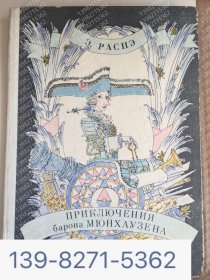 Э. РАСПЭ
ПРИКЛЮЧЕНИЯ
барона МЮНХАУЗЕНА
139-8271-5362